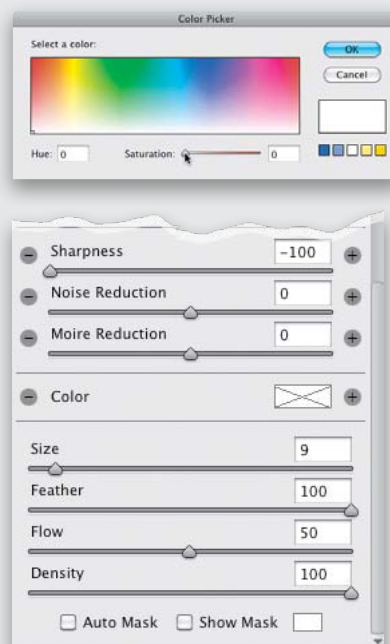 Color Picker
Select a color:
OK
Cancel
Hue: 0 Saturation: 0
Sharpness -100
Noise Reduction 0
Moire Reduction 0
Color
Size 9
Feather 100
Flow 50
Density 100
Auto Mask Show Mask